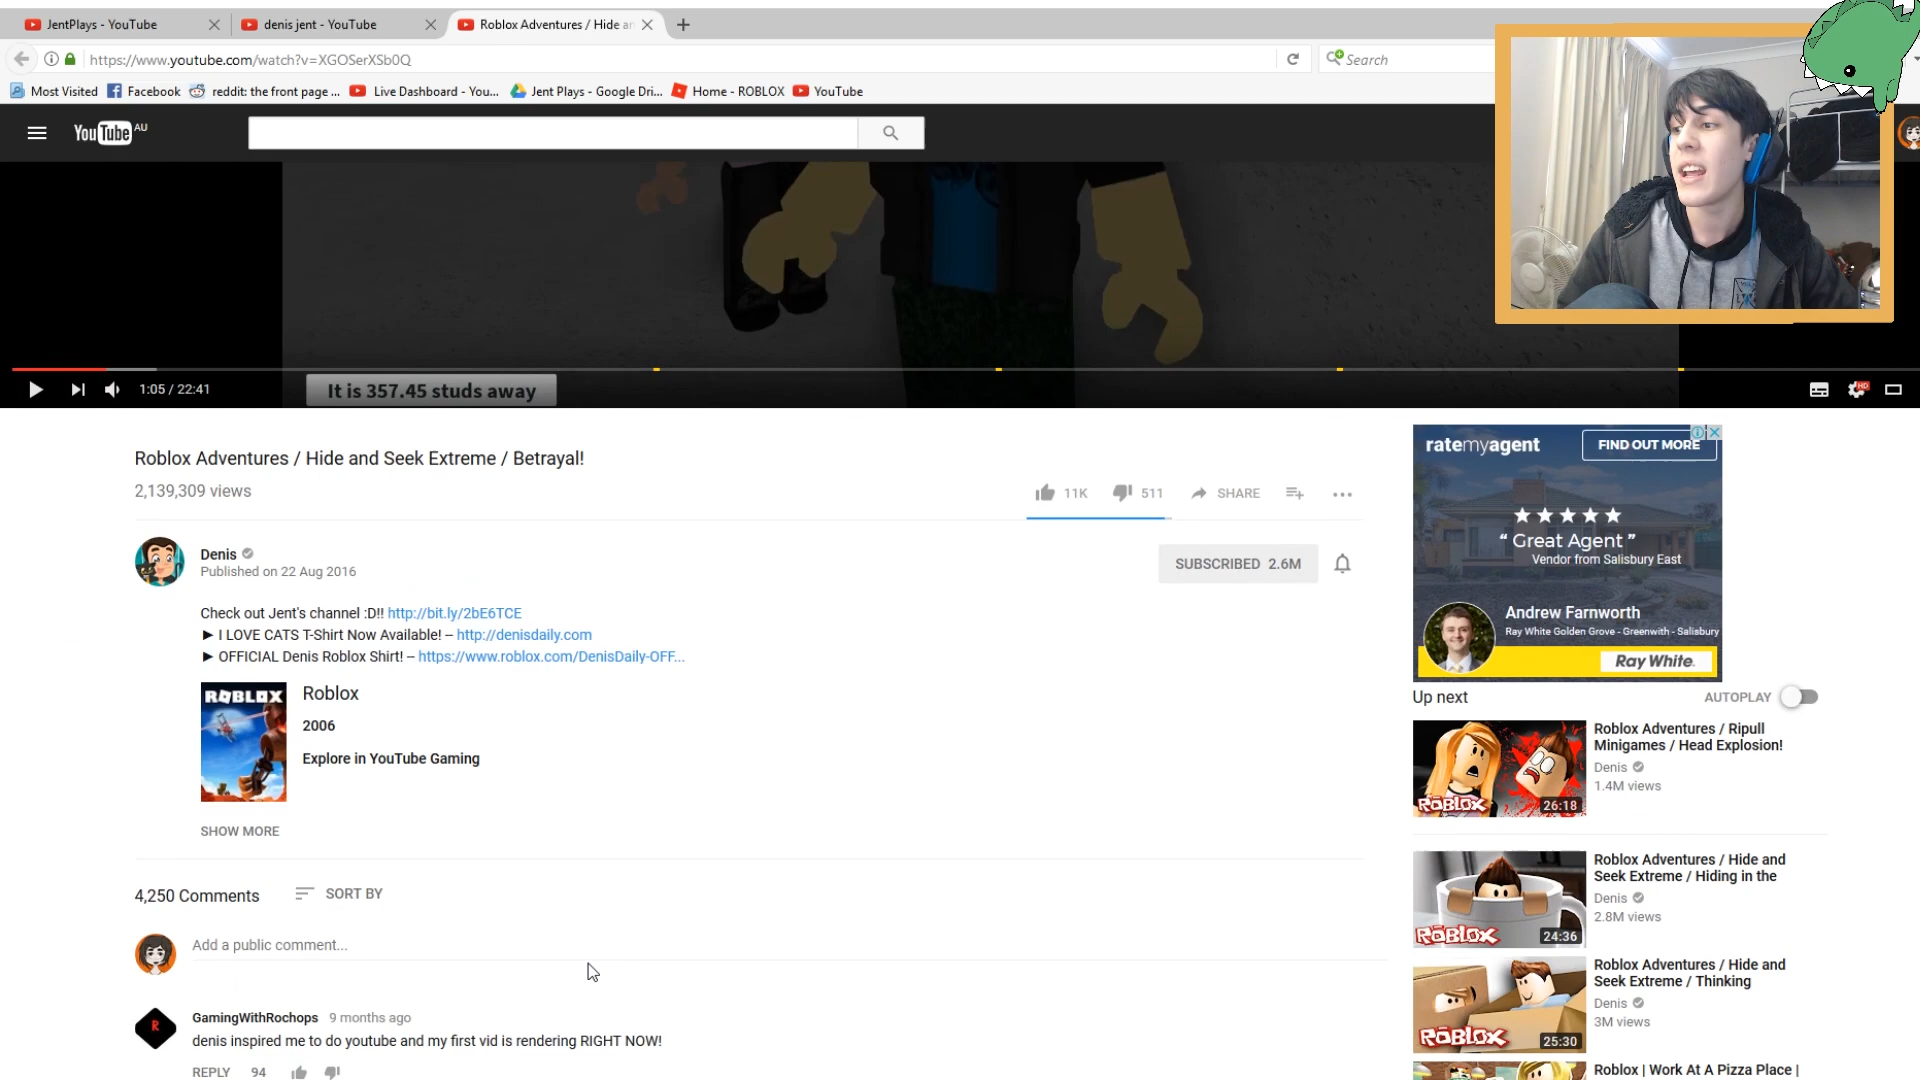 JentPlays - YouTube
denis jent - YouTube
Roblox Adventures / Hide an
https://www.youtube.com/watch?v=XGOSerXSb0Q
Search
Most Visited
Facebook
reddit: the front page ...
Live Dashboard - You...
Jent Plays - Google Dri...
Home - ROBLOX
YouTube
YouTube AU
1:05 / 22:41
It is 357.45 studs away
HD
Roblox Adventures / Hide and Seek Extreme / Betrayal!
2,139,309 views
11K
511
SHARE
Denis
Published on 22 Aug 2016
SUBSCRIBED 2.6M
Check out Jent's channel :D!! http://bit.ly/2bE6TCE
► I LOVE CATS T-Shirt Now Available! – http://denisdaily.com
► OFFICIAL Denis Roblox Shirt! – https://www.roblox.com/DenisDaily-OFF...
ROBLOX
Roblox
2006
Explore in YouTube Gaming
SHOW MORE
4,250 Comments
SORT BY
Add a public comment...
R
GamingWithRochops 9 months ago
denis inspired me to do youtube and my first vid is rendering RIGHT NOW!
REPLY 94
ratemyagent
FIND OUT MORE
“ Great Agent ”
Vendor from Salisbury East
Andrew Farnworth
Ray White Golden Grove - Greenwith - Salisbury
Ray White.
Up next
AUTOPLAY
ROBLOX
26:18
Roblox Adventures / Ripull
Minigames / Head Explosion!
Denis
1.4M views
ROBLOX
24:36
Roblox Adventures / Hide and
Seek Extreme / Hiding in the
Denis
2.8M views
ROBLOX
25:30
Roblox Adventures / Hide and
Seek Extreme / Thinking
Denis
3M views
Roblox | Work At A Pizza Place |